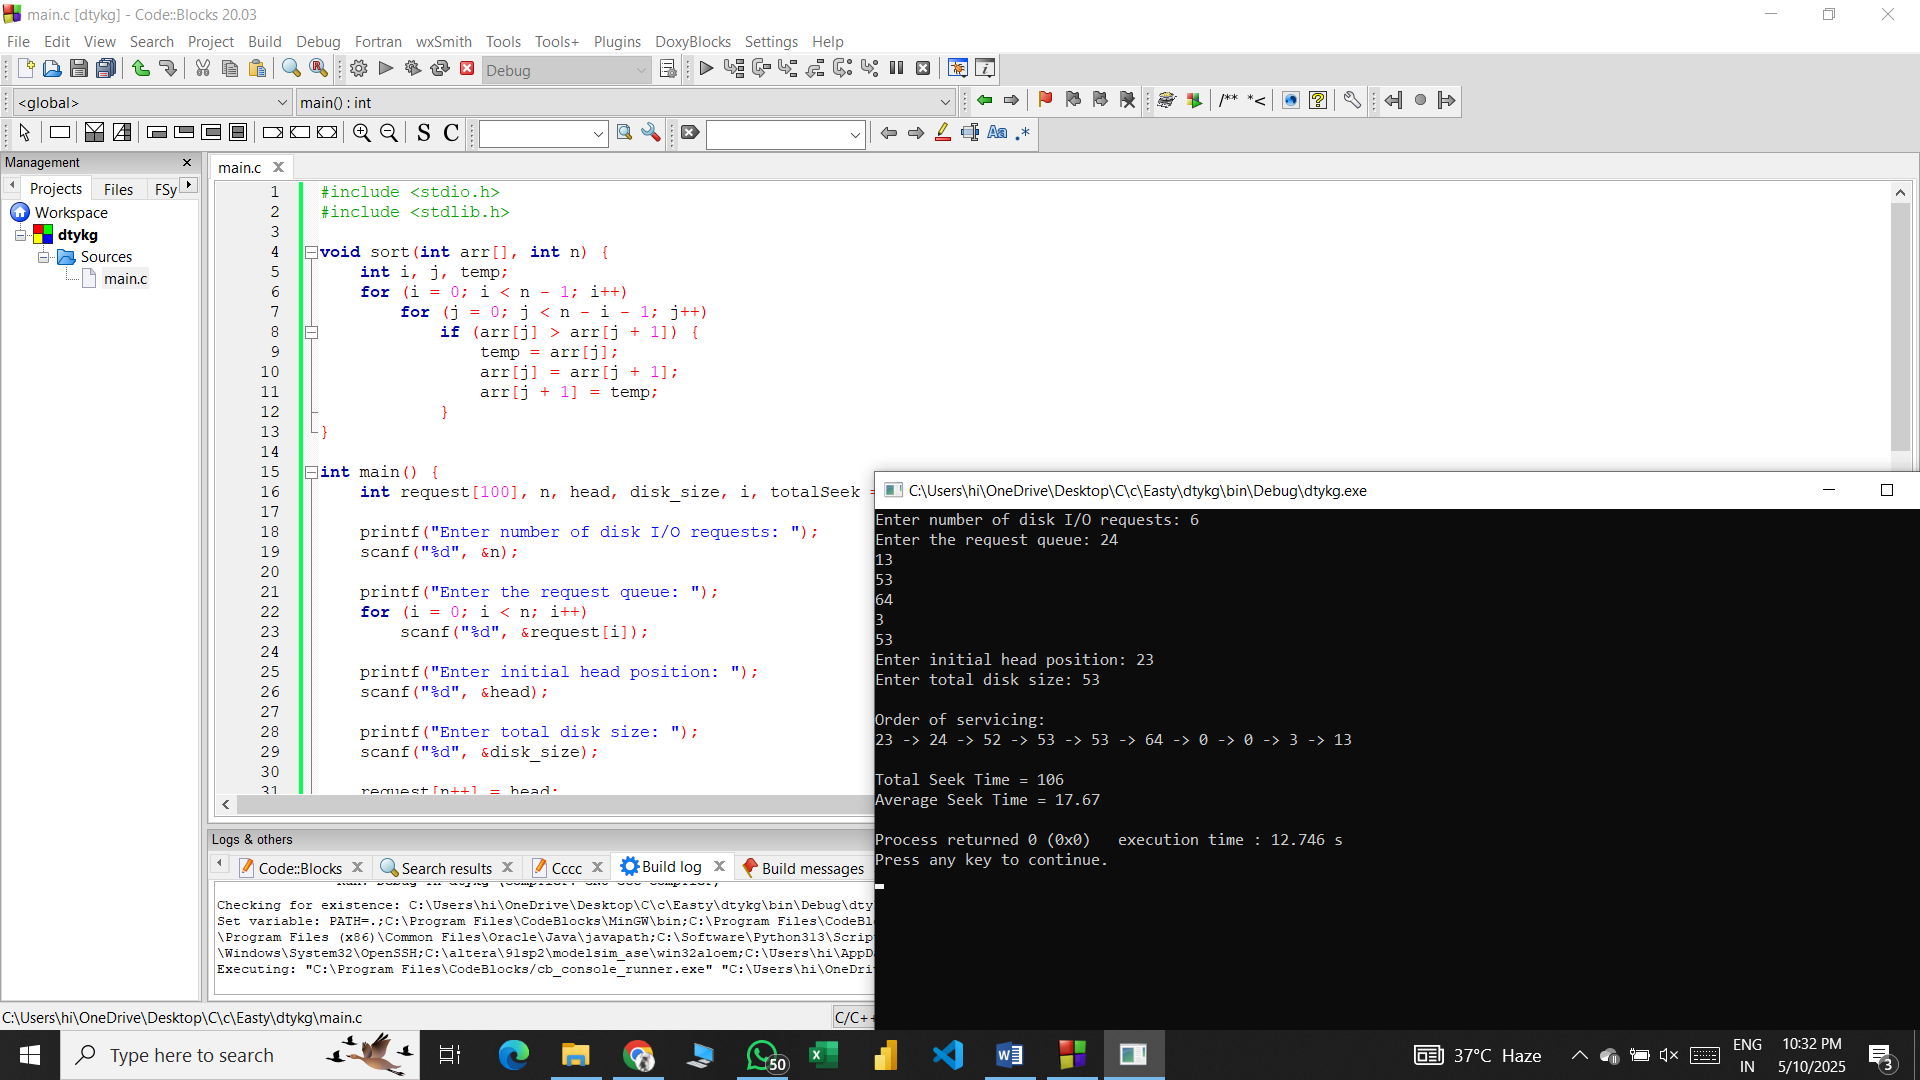 main.c [dtykg] - Code::Blocks 20.03
File Edit View Search Project Build Debug Fortran wxSmith Tools Tools+ Plugins DoxyBlocks Settings Help
Debug
<global> main() : int
/** *<
S C Aa .*
Management
Projects Files FSy
Workspace
dtykg
Sources
main.c
main.c
1 #include <stdio.h>
2 #include <stdlib.h>
3
4 void sort(int arr[], int n) {
5 int i, j, temp;
6 for (i = 0; i < n - 1; i++)
7 for (j = 0; j < n - i - 1; j++)
8 if (arr[j] > arr[j + 1]) {
9 temp = arr[j];
10 arr[j] = arr[j + 1];
11 arr[j + 1] = temp;
12 }
13 }
14
15 int main() {
16 int request[100], n, head, disk_size, i, totalSeek =
17
18 printf("Enter number of disk I/O requests: ");
19 scanf("%d", &n);
20
21 printf("Enter the request queue: ");
22 for (i = 0; i < n; i++)
23 scanf("%d", &request[i]);
24
25 printf("Enter initial head position: ");
26 scanf("%d", &head);
27
28 printf("Enter total disk size: ");
29 scanf("%d", &disk_size);
30
31 request[n++] = head;
C:\Users\hi\OneDrive\Desktop\C\c\Easty\dtykg\bin\Debug\dtykg.exe
Enter number of disk I/O requests: 6
Enter the request queue: 24
13
53
64
3
53
Enter initial head position: 23
Enter total disk size: 53
Order of servicing:
23 -> 24 -> 52 -> 53 -> 53 -> 64 -> 0 -> 0 -> 3 -> 13
Total Seek Time = 106
Average Seek Time = 17.67
Process returned 0 (0x0) execution time : 12.746 s
Press any key to continue.
Logs & others
Code::Blocks Search results Cccc Build log Build messages
Checking for existence: C:\Users\hi\OneDrive\Desktop\C\c\Easty\dtykg\bin\Debug\dty
Set variable: PATH=.;C:\Program Files\CodeBlocks\MinGW\bin;C:\Program Files\CodeBl
\Program Files (x86)\Common Files\Oracle\Java\javapath;C:\Software\Python313\Scrip
\Windows\System32\OpenSSH;C:\altera\91sp2\modelsim_ase\win32aloem;C:\Users\hi\AppD
Executing: "C:\Program Files\CodeBlocks/cb_console_runner.exe" "C:\Users\hi\OneDri
C:\Users\hi\OneDrive\Desktop\C\c\Easty\dtykg\main.c C/C++
Type here to search
50
37°C Haze
ENG
IN
10:32 PM
5/10/2025
3